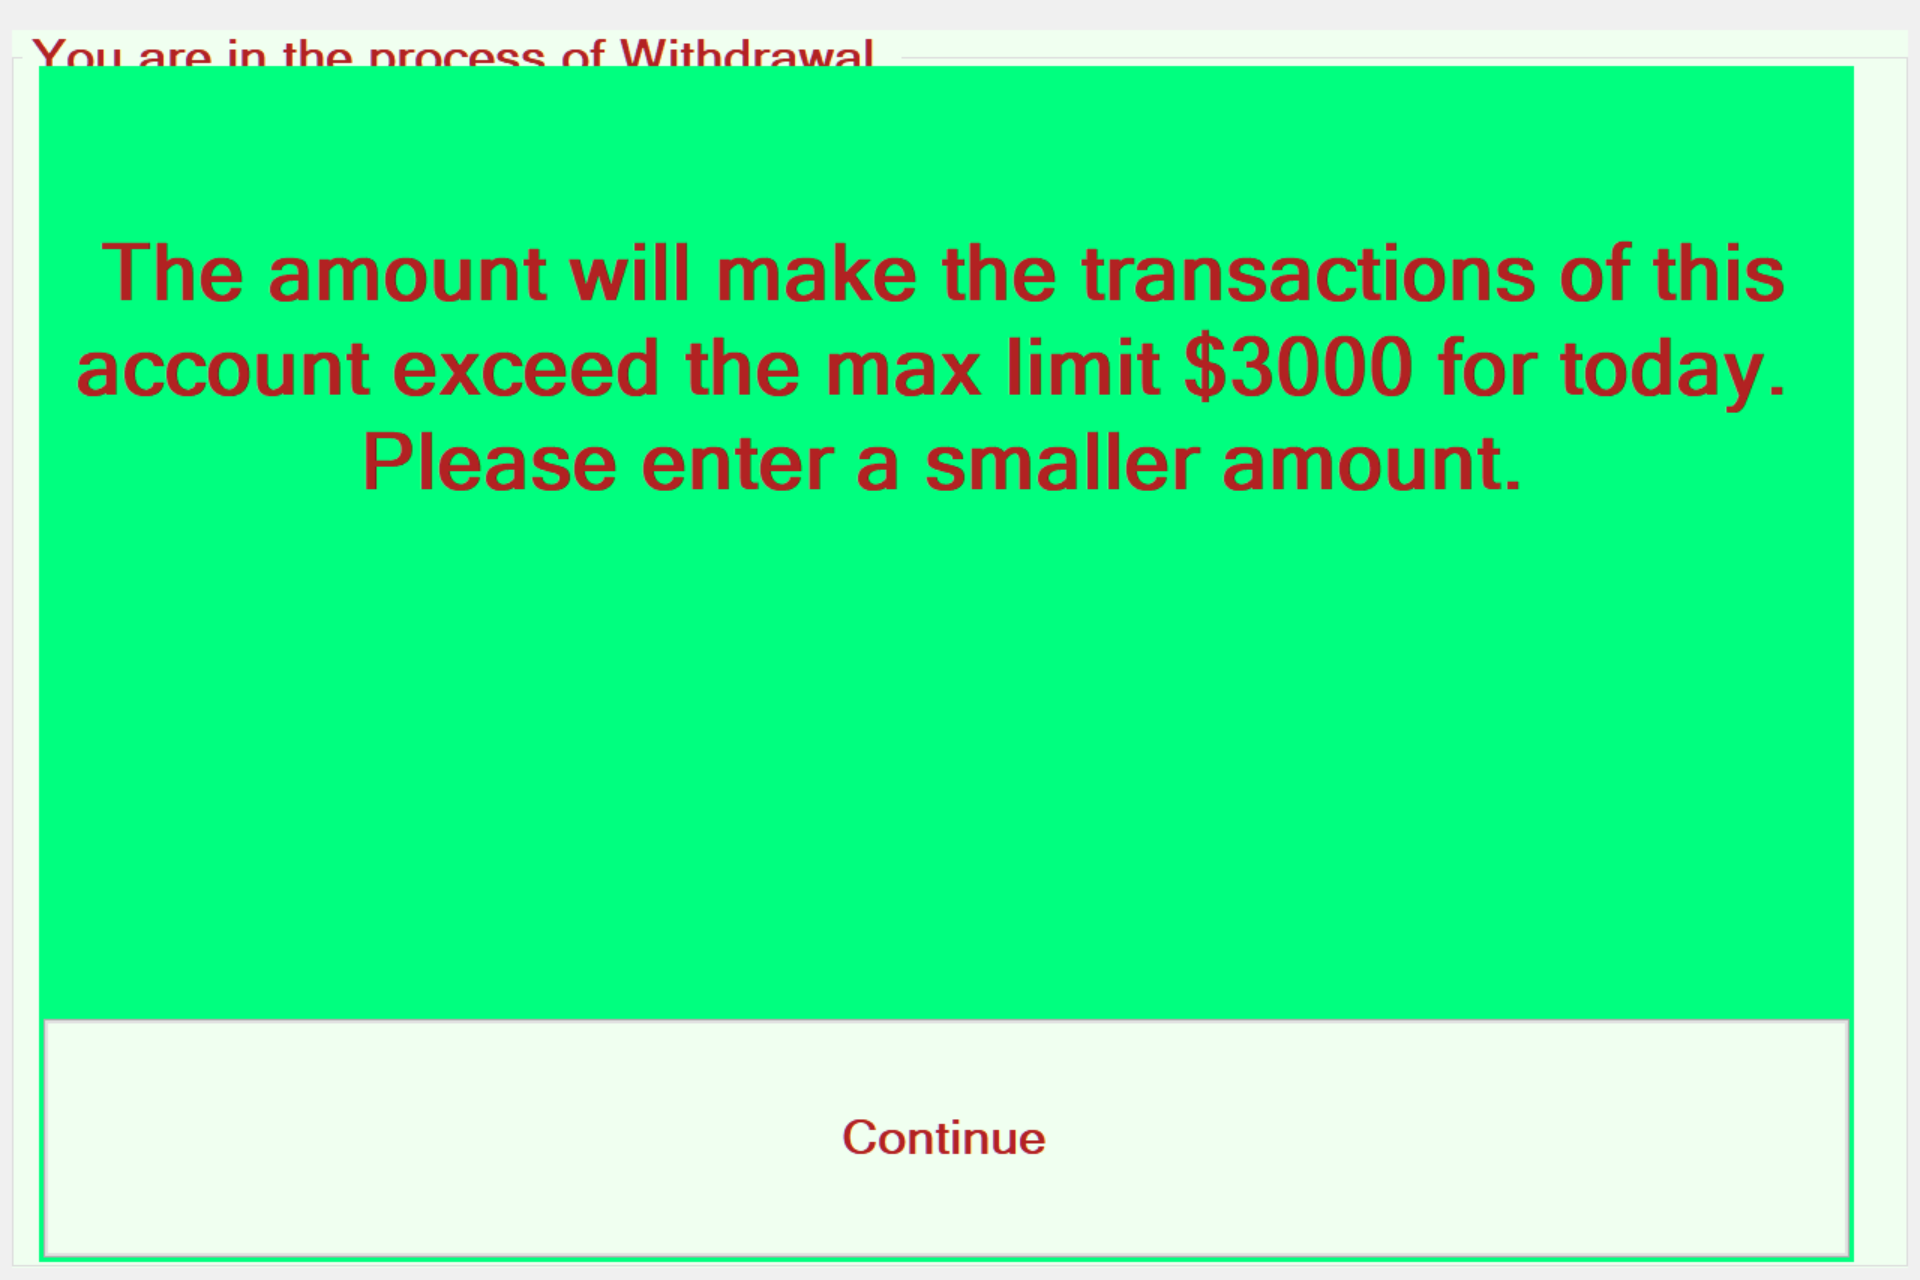 You are in the process of Withdrawal
The amount will make the transactions of this
account exceed the max limit $3000 for today.
Please enter a smaller amount.
Continue